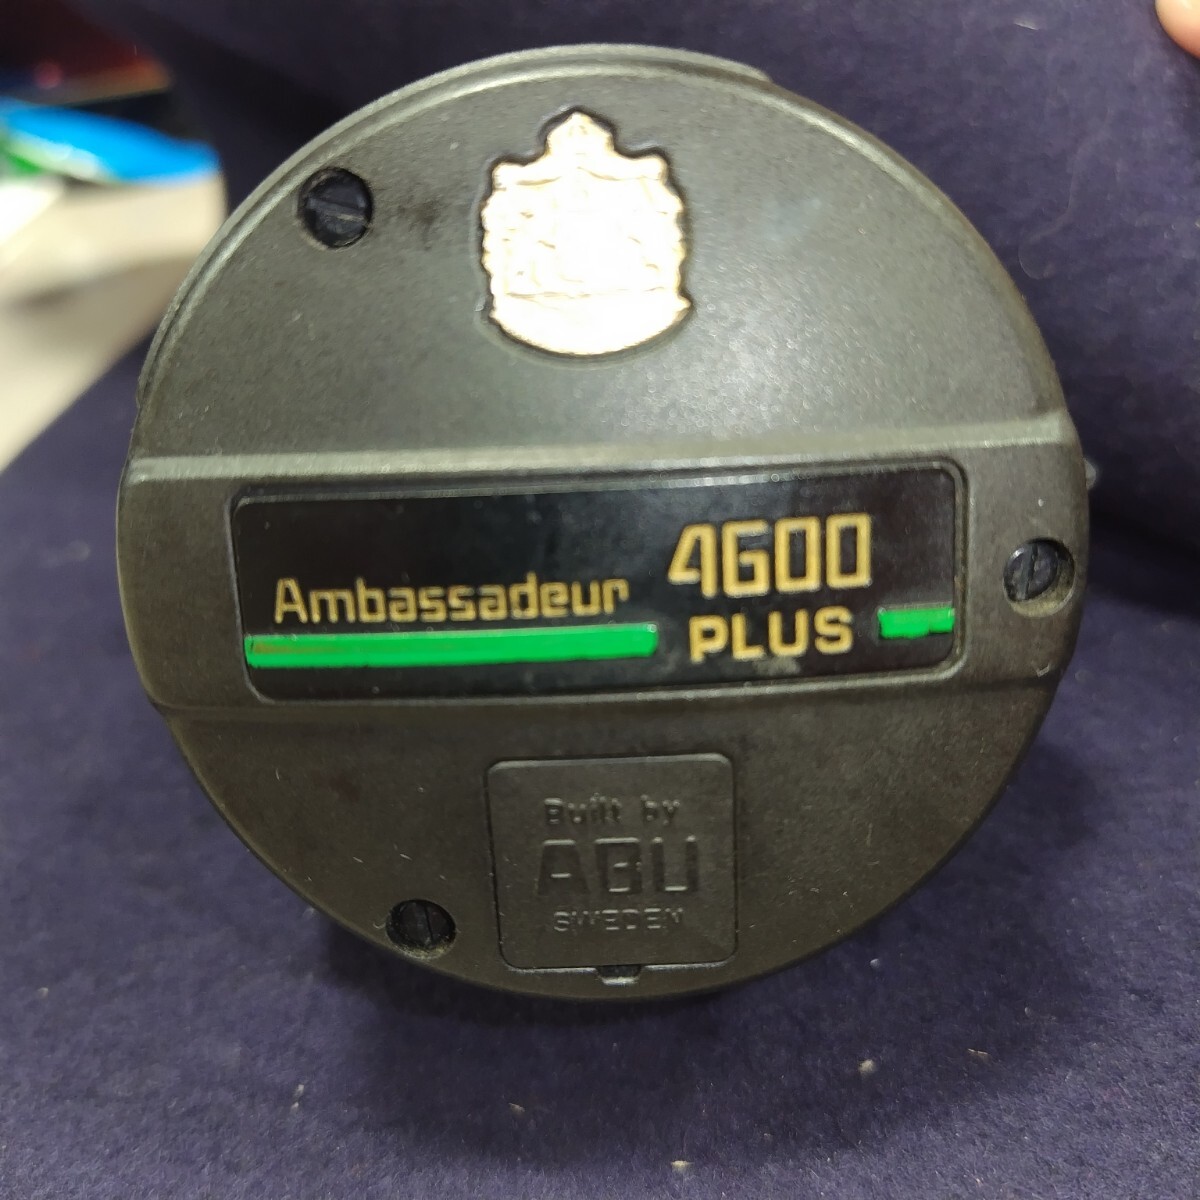 Ambassadeur 4600
PLUS
Built by
ABU
SWEDEN